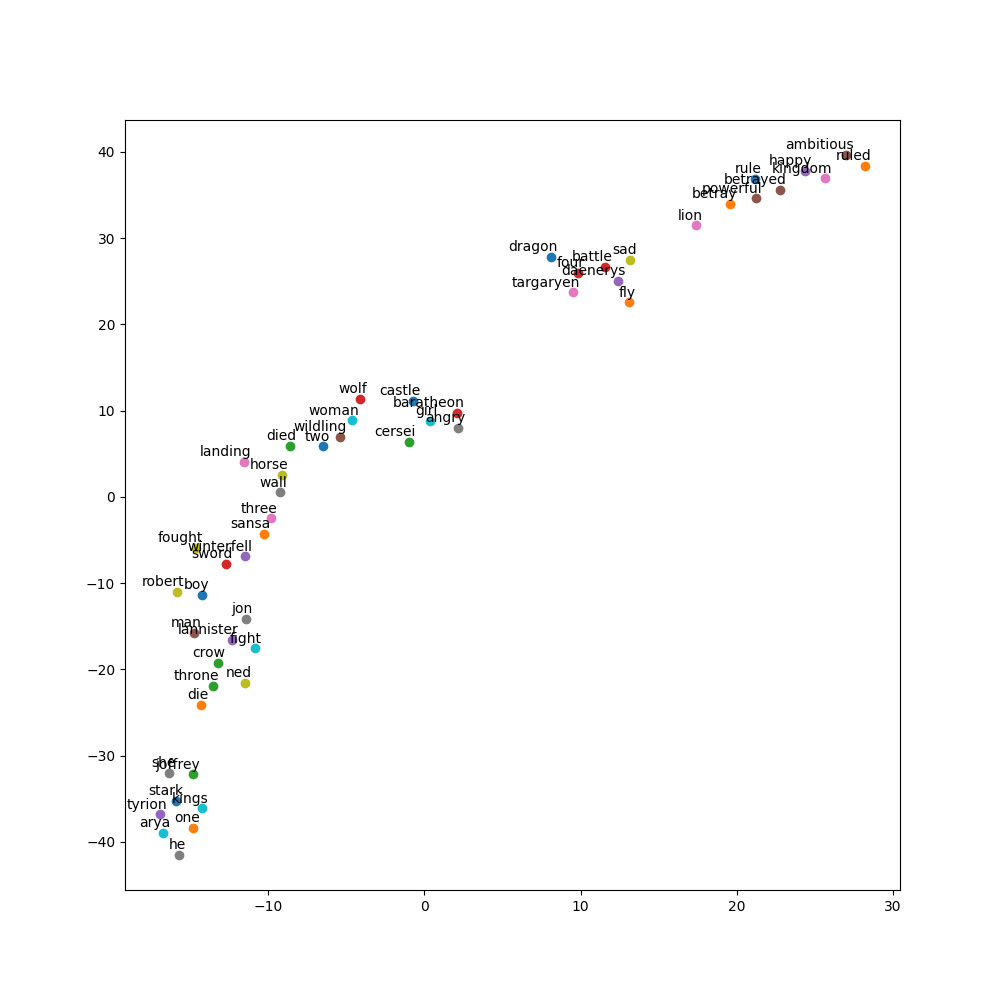 40
30
20
10
0
−10
−20
−30
−40
−10
0
10
20
30
ambitious
ruled
happy
kingdom
rule
betrayed
powerful
betray
lion
dragon
battle
sad
four
daenerys
targaryen
fly
wolf
castle
baratheon
woman
girl
angry
wildling
cersei
died
two
landing
horse
wall
three
sansa
fought
winterfell
sword
robert
boy
jon
man
lannister
fight
crow
ned
throne
die
she
joffrey
stark
kings
tyrion
one
arya
he